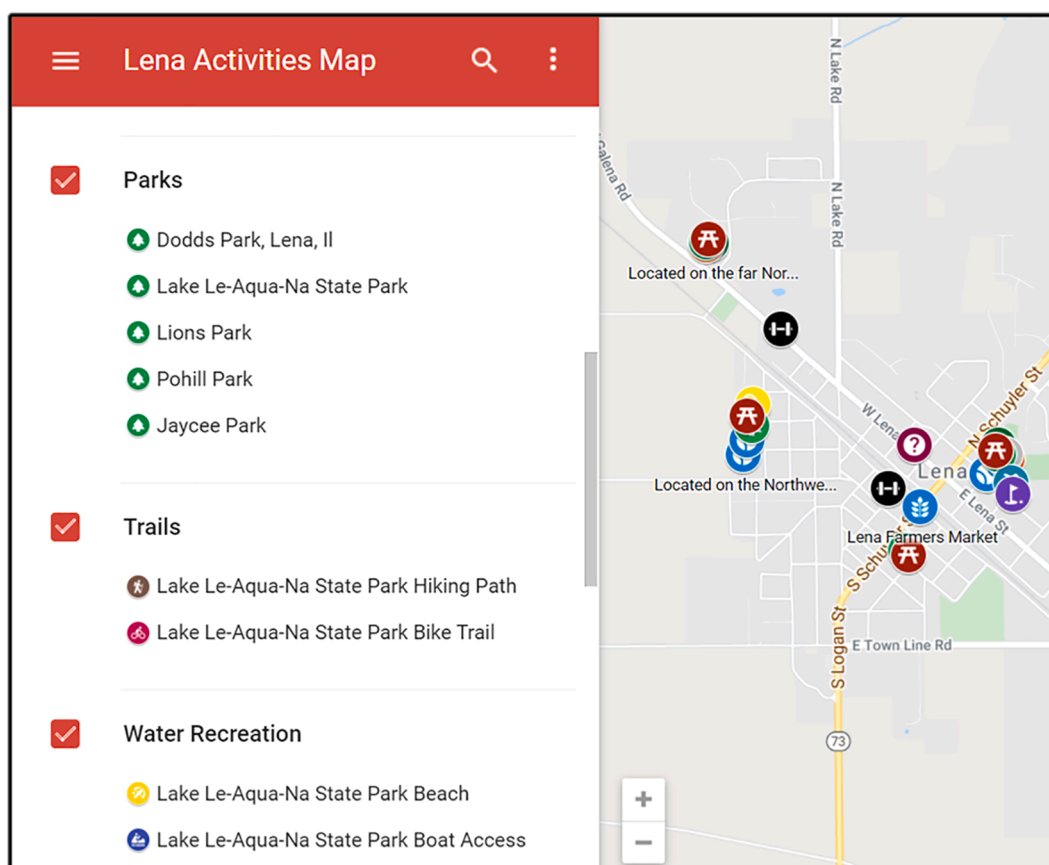 Lena Activities Map
Parks
Dodds Park, Lena, Il
Lake Le-Aqua-Na State Park
Lions Park
Pohill Park
Jaycee Park
Trails
Lake Le-Aqua-Na State Park Hiking Path
Lake Le-Aqua-Na State Park Bike Trail
Water Recreation
Lake Le-Aqua-Na State Park Beach
Lake Le-Aqua-Na State Park Boat Access
N Lake Rd
Galena Rd
N Lake Rd
Located on the far Nor...
N Schuyler St
W Lena
?
Lena
Located on the Northwe...
E Lena St
Lena Farmers Market
S Schuyler S
S Logan St
E Town Line Rd
73
+
−